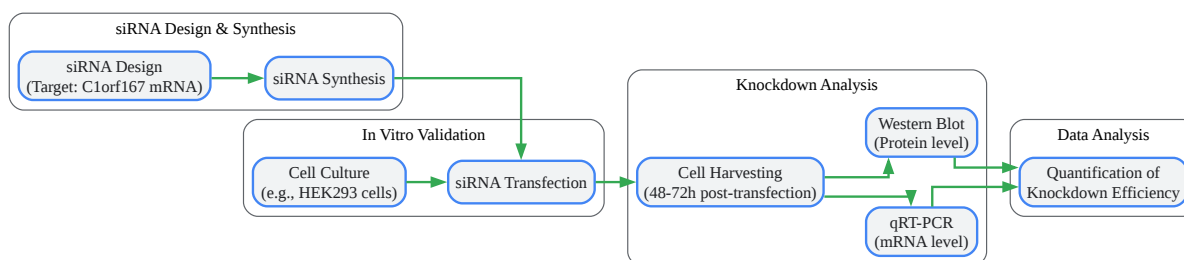 siRNA Design & Synthesis
siRNA Design
(Target: C1orf167 mRNA)
siRNA Synthesis
In Vitro Validation
Cell Culture
(e.g., HEK293 cells)
siRNA Transfection
Knockdown Analysis
Cell Harvesting
(48-72h post-transfection)
Western Blot
(Protein level)
qRT-PCR
(mRNA level)
Data Analysis
Quantification of
Knockdown Efficiency